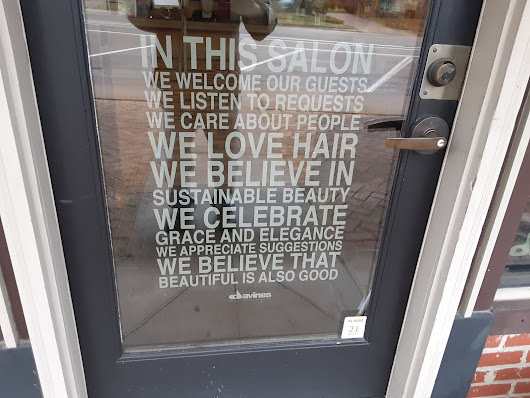 IN THIS SALON
WE WELCOME OUR GUESTS
WE LISTEN TO REQUESTS
WE CARE ABOUT PEOPLE
WE LOVE HAIR
WE BELIEVE IN
SUSTAINABLE BEAUTY
WE CELEBRATE
GRACE AND ELEGANCE
WE APPRECIATE SUGGESTIONS
WE BELIEVE THAT
BEAUTIFUL IS ALSO GOOD
davines
21